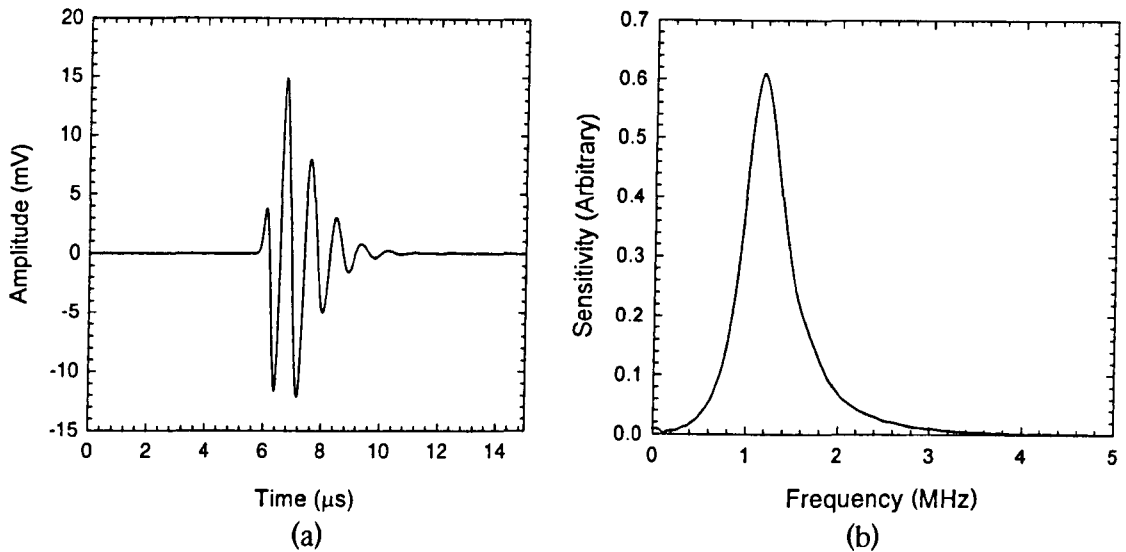 20
15
10
5
0
-5
-10
-15
0 2 4 6 8 10 12 14
Amplitude (mV)
Time (μs)
(a)
0.7
0.6
0.5
0.4
0.3
0.2
0.1
0.0
0 1 2 3 4 5
Sensitivity (Arbitrary)
Frequency (MHz)
(b)